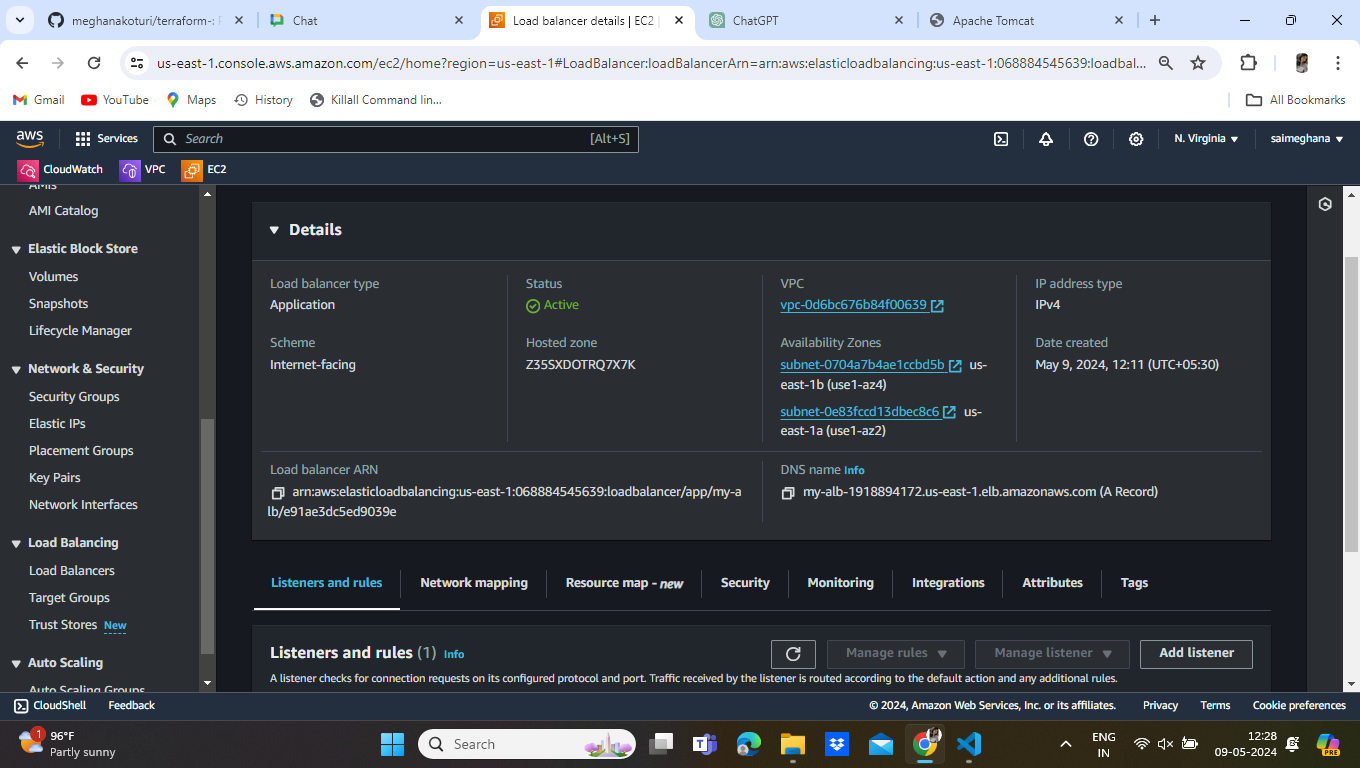 meghanakoturi/terraform-:
Chat
Load balancer details | EC2 |
ChatGPT
Apache Tomcat
us-east-1.console.aws.amazon.com/ec2/home?region=us-east-1#LoadBalancer:loadBalancerArn=arn:aws:elasticloadbalancing:us-east-1:068884545639:loadbal...
Gmail
YouTube
Maps
History
Killall Command lin...
All Bookmarks
aws
Services
Search
[Alt+S]
N. Virginia
saimeghana
CloudWatch
VPC
EC2
AMIs
AMI Catalog
Elastic Block Store
Volumes
Snapshots
Lifecycle Manager
Network & Security
Security Groups
Elastic IPs
Placement Groups
Key Pairs
Network Interfaces
Load Balancing
Load Balancers
Target Groups
Trust Stores New
Auto Scaling
Auto Scaling Groups
Details
Load balancer type
Application
Status
Active
VPC
vpc-0d6bc676b84f00639
IP address type
IPv4
Scheme
Internet-facing
Hosted zone
Z35SXDOTRQ7X7K
Availability Zones
subnet-0704a7b4ae1ccbd5b us-
east-1b (use1-az4)
subnet-0e83fccd13dbec8c6 us-
east-1a (use1-az2)
Date created
May 9, 2024, 12:11 (UTC+05:30)
Load balancer ARN
arn:aws:elasticloadbalancing:us-east-1:068884545639:loadbalancer/app/my-a
lb/e91ae3dc5ed9039e
DNS name Info
my-alb-1918894172.us-east-1.elb.amazonaws.com (A Record)
Listeners and rules
Network mapping
Resource map - new
Security
Monitoring
Integrations
Attributes
Tags
Listeners and rules (1) Info
Manage rules
Manage listener
Add listener
A listener checks for connection requests on its configured protocol and port. Traffic received by the listener is routed according to the default action and any additional rules.
CloudShell
Feedback
© 2024, Amazon Web Services, Inc. or its affiliates.
Privacy
Terms
Cookie preferences
1
96°F
Partly sunny
Search
ENG
IN
12:28
09-05-2024
PRE